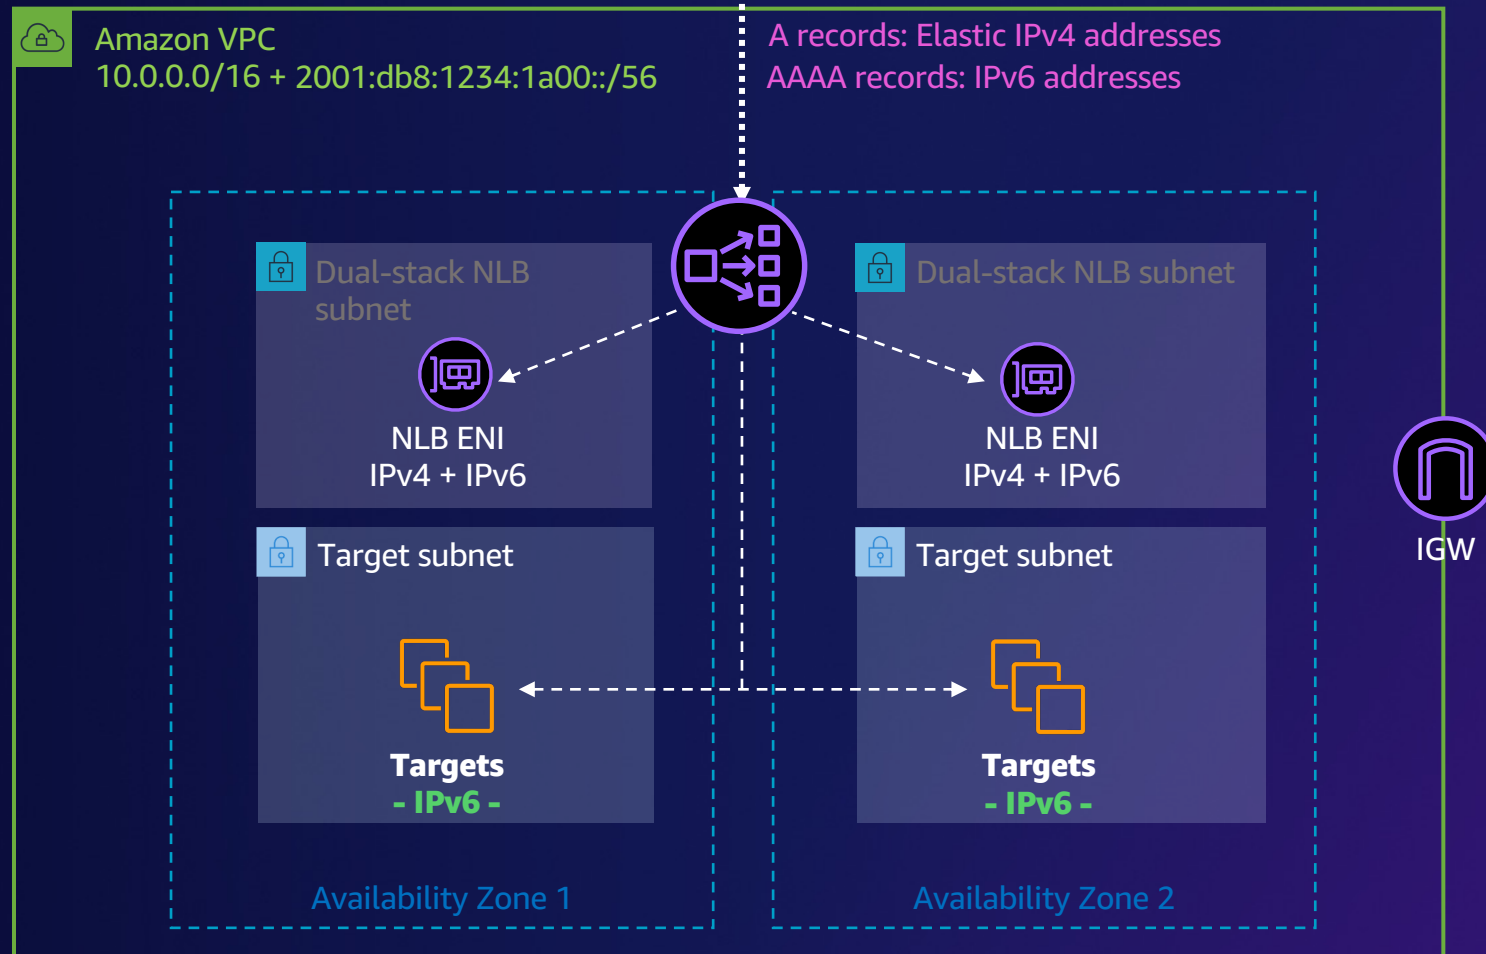 Amazon VPC
10.0.0.0/16 + 2001:db8:1234:1a00::/56
A records: Elastic IPv4 addresses
AAAA records: IPv6 addresses
Dual-stack NLB
subnet
NLB ENI
IPv4 + IPv6
Dual-stack NLB subnet
NLB ENI
IPv4 + IPv6
IGW
Target subnet
Targets
- IPv6 -
Target subnet
Targets
- IPv6 -
Availability Zone 1
Availability Zone 2